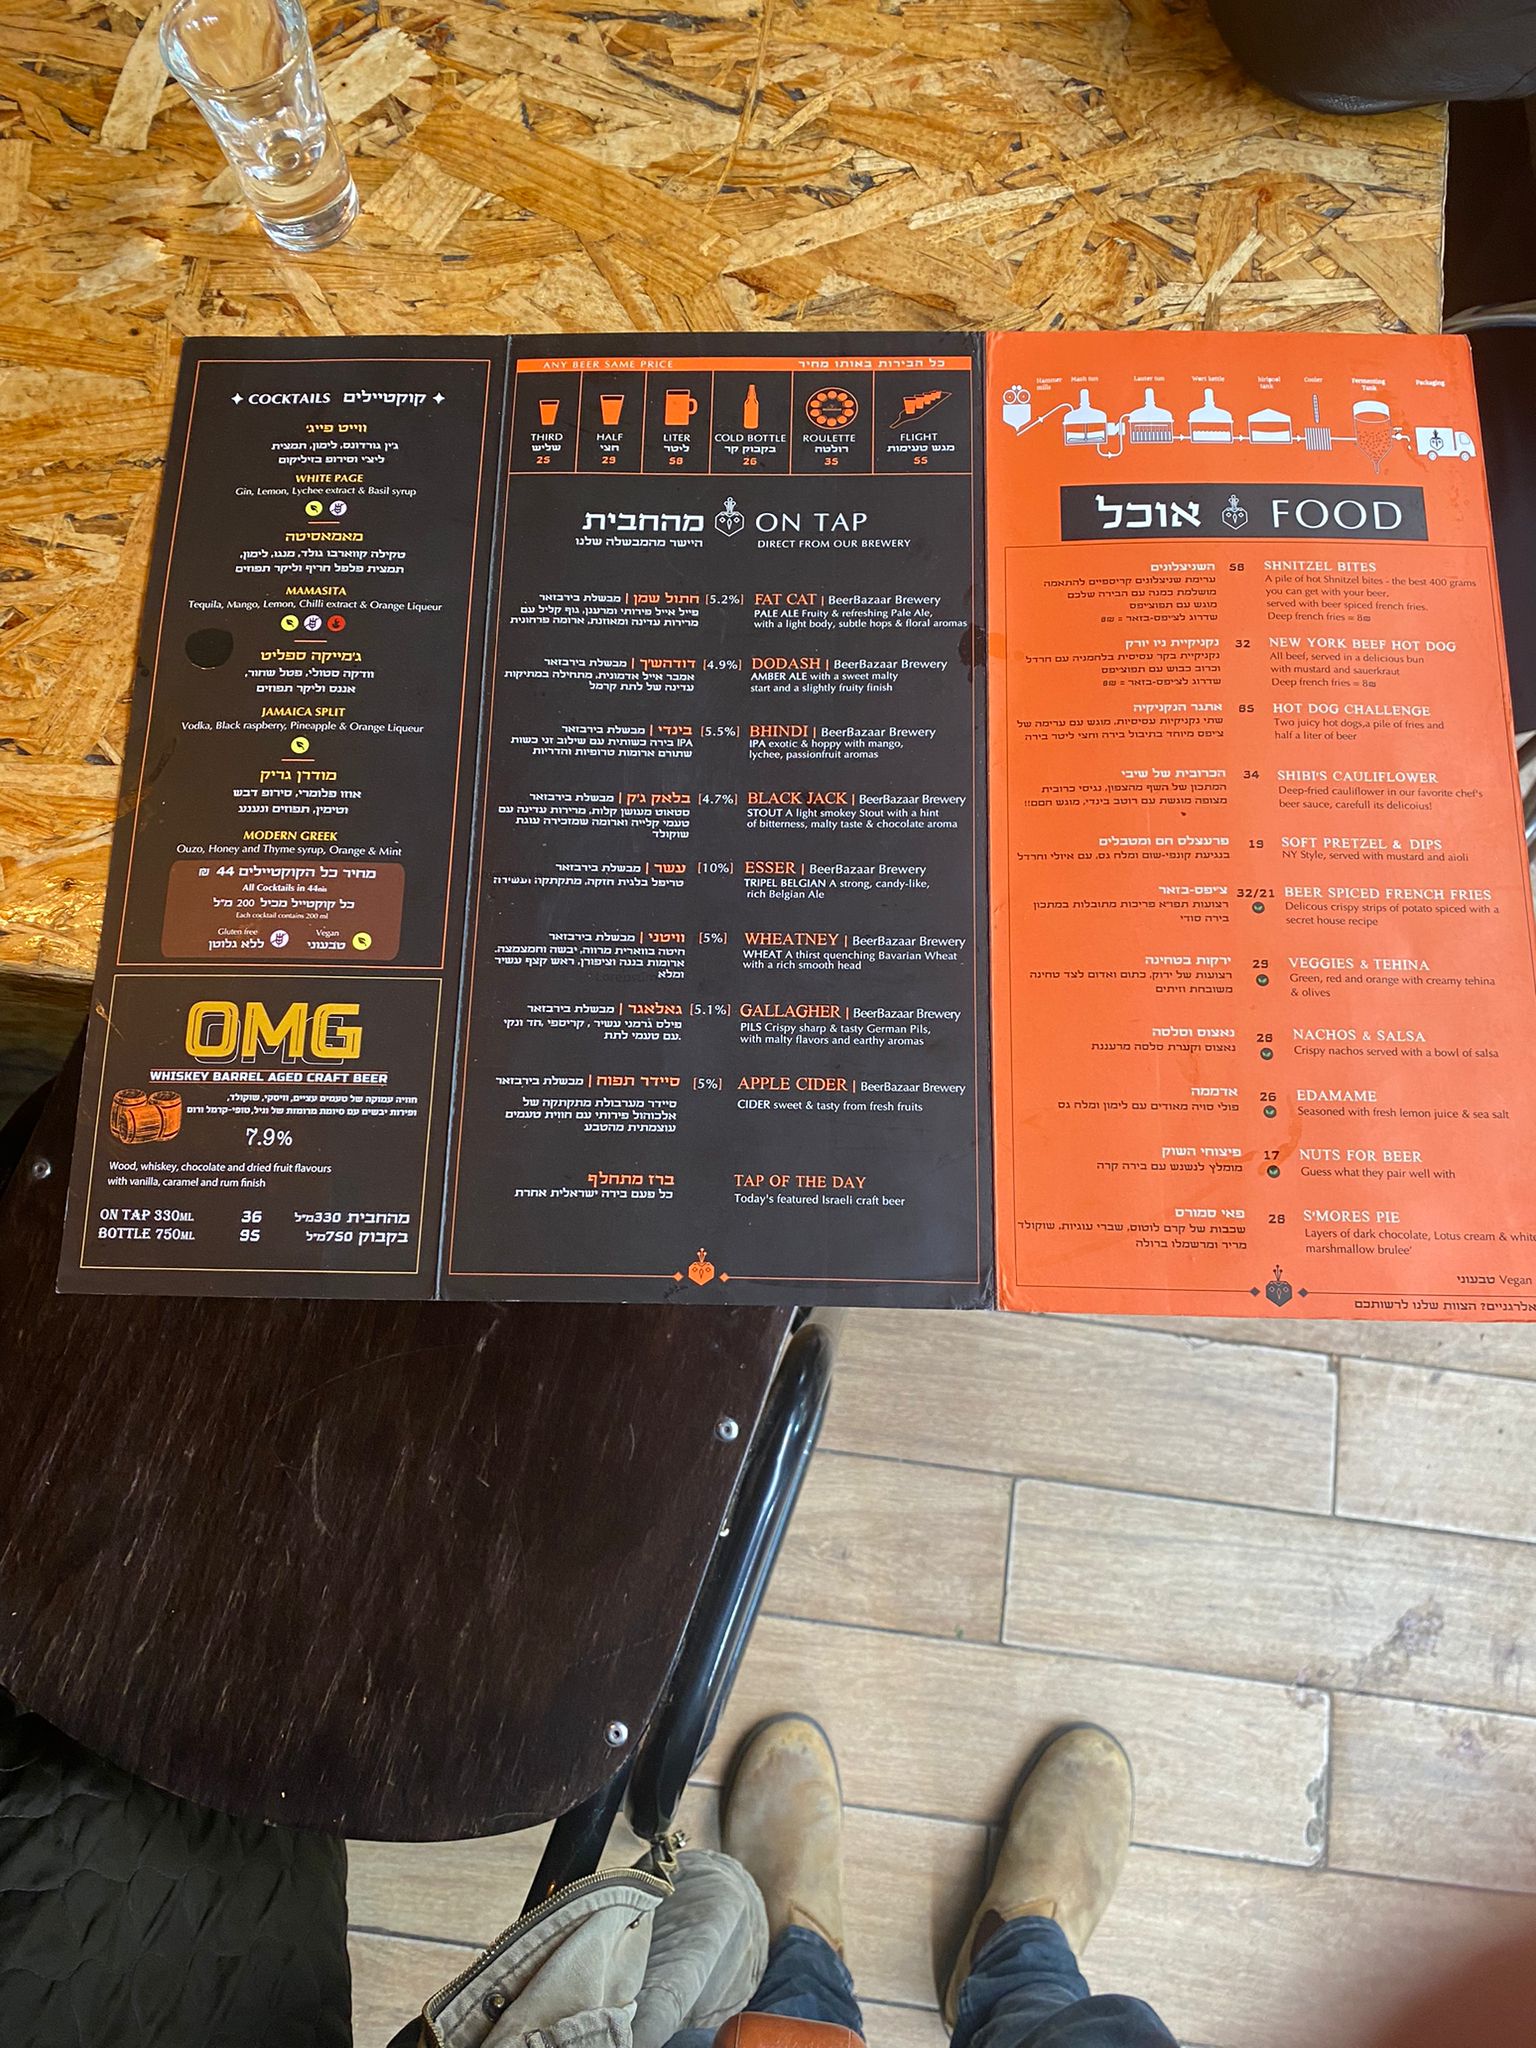 ✦ COCKTAILS קוקטיילים ✦
ווייט פייג'
ג'ין גורדונס, לימון, תמצית
ליצ'י וסירופ בזיליקום
WHITE PAGE
Gin, Lemon, Lychee extract & Basil syrup
מאמאסיטה
טקילה קווארבו גולד, מנגו, לימון,
תמצית פלפל חריף וליקר תפוזים
MAMASITA
Tequila, Mango, Lemon, Chilli extract & Orange Liqueur
ג'מייקה ספליט
וודקה סטולי, פטל שחור,
אננס וליקר תפוזים
JAMAICA SPLIT
Vodka, Black raspberry, Pineapple & Orange Liqueur
מודרן גריק
אוזו פלומרי, סירופ דבש
וטימין, תפוזים ונענע
MODERN GREEK
Ouzo, Honey and Thyme syrup, Orange & Mint
מחיר כל הקוקטיילים 44 ₪
All Cocktails in 44nis
כל קוקטייל מכיל 200 מ"ל
Each cocktail contains 200 ml
Gluten free
ללא גלוטן
Vegan
טבעוני
OMG
WHISKEY BARREL AGED CRAFT BEER
חוויה עמוקה של טעמים עציים, וויסקי, שוקולד,
ופירות יבשים עם סיומת מרומזת של וניל, טופי-קרמל ורום
7.9%
Wood, whiskey, chocolate and dried fruit flavours
with vanilla, caramel and rum finish
ON TAP 330ML 36 מהחבית 330מ"ל
BOTTLE 750ML 95 בקבוק 750מ"ל
ANY BEER SAME PRICE כל הבירות באותו מחיר
THIRD
שליש
25
HALF
חצי
29
LITER
ליטר
58
COLD BOTTLE
בקבוק קר
26
ROULETTE
רולטה
35
FLIGHT
מגש טעימות
55
מהחבית ON TAP
היישר מהמבשלה שלנו DIRECT FROM OUR BREWERY
חתול שמן | מבשלת בירבזאר [5.2%] FAT CAT | BeerBazaar Brewery
פייל אייל פירותי ומרענן, גוף קליל עם
מרירות עדינה ומאוזנת, ארומה פרחונית
PALE ALE Fruity & refreshing Pale Ale,
with a light body, subtle hops & floral aromas
דודהשיך | מבשלת בירבזאר [4.9%] DODASH | BeerBazaar Brewery
אמבר אייל אדמונית, מתחילה במתיקות
עדינה של לתת קרמל
AMBER ALE with a sweet malty
start and a slightly fruity finish
בינדי | מבשלת בירבזאר [5.5%] BHINDI | BeerBazaar Brewery
IPA בירה כשותית עם שילוב זני כשות
שתורם ארומות טרופיות והדריות
IPA exotic & hoppy with mango,
lychee, passionfruit aromas
בלאק ג'ק | מבשלת בירבזאר [4.7%] BLACK JACK | BeerBazaar Brewery
סטאוט מעושן קלות, מרירות עדינה עם
טעמי קלייה וארומה שמזכירה עוגת
שוקולד
STOUT A light smokey Stout with a hint
of bitterness, malty taste & chocolate aroma
עשר | מבשלת בירבזאר [10%] ESSER | BeerBazaar Brewery
טריפל בלגית חזקה, מתקתקה ועשירה
TRIPEL BELGIAN A strong, candy-like,
rich Belgian Ale
וויטני | מבשלת בירבזאר [5%] WHEATNEY | BeerBazaar Brewery
חיטה בווארית מרווה, יבשה וחמצמצה.
ארומות בננה וציפורן, ראש קצף עשיר
ומלא
WHEAT A thirst quenching Bavarian Wheat
with a rich smooth head
גאלאגר | מבשלת בירבזאר [5.1%] GALLAGHER | BeerBazaar Brewery
פילס גרמני עשיר, קריספי, חד ונקי
עם טעמי לתת.
PILS Crispy sharp & tasty German Pils,
with malty flavors and earthy aromas
סיידר תפוח | מבשלת בירבזאר [5%] APPLE CIDER | BeerBazaar Brewery
סיידר מערבולת מתקתקה של
אלכוהול פירותי עם חווית טעמים
עוצמתית מהטבע
CIDER sweet & tasty from fresh fruits
ברז מתחלף TAP OF THE DAY
כל פעם בירה ישראלית אחרת Today's featured Israeli craft beer
Hammer
mills
Mash tun
Lauter tun
Wort kettle
tank
Cooler
Fermenting
Tank
Packaging
אוכל FOOD
השניצלונים 58 SHNITZEL BITES
ערימת שניצלונים קריספיים להתאמה
מושלמת כמנה עם הבירה שלכם
מוגש עם תפוציפס
שדרוג לציפס-בזאר = 8₪
A pile of hot Shnitzel bites - the best 400 grams
you can get with your beer.
served with beer spiced french fries.
Deep french fries = 8₪
נקניקיית ניו יורק 32 NEW YORK BEEF HOT DOG
נקניקיית בקר עסיסית בלחמניה עם חרדל
וכרוב כבוש עם תפוציפס
שדרוג לציפס-בזאר = 8₪
All beef, served in a delicious bun
with mustard and sauerkraut
Deep french fries = 8₪
אתגר הנקניקיה 65 HOT DOG CHALLENGE
שתי נקניקיות עסיסיות, מוגש עם ערימה של
ציפס מיוחד בתיבול בירה וחצי ליטר בירה
Two juicy hot dogs,a pile of fries and
half a liter of beer
הכרובית של שיבי 34 SHIBI'S CAULIFLOWER
המתכון של השף מהצפון, נגיסי כרובית
מצופה מוגשת עם רוטב בינדי, מוגש חםם!!
Deep-fried cauliflower in our favorite chef's
beer sauce, carefull its delicoius!
פרעצלס חם ומטבלים 19 SOFT PRETZEL & DIPS
בנגיעת קונפי-שום ומלח גס, עם איולי וחרדל
NY Style, served with mustard and aioli
צ'יפס-בזאר 32/21 BEER SPICED FRENCH FRIES
רצועות תפוא פריכות מתובלות במתכון
בירה סודי
Delicous crispy strips of potato spiced with a
secret house recipe
ירקות בטחינה 29 VEGGIES & TEHINA
רצועות של ירוק, כתום ואדום לצד טחינה
משובחת וזיתים
Green, red and orange with creamy tehina
& olives
נאצוס וסלסה 28 NACHOS & SALSA
נאצוס וקערת סלסה מרעננת
Crispy nachos served with a bowl of salsa
אדממה 26 EDAMAME
פולי סויה מאודים עם לימון ומלח גס
Seasoned with fresh lemon juice & sea salt
פיצוחי השוק 17 NUTS FOR BEER
מומלץ לנשנש עם בירה קרה
Guess what they pair well with
פאי סמורס 28 S'MORES PIE
שכבות של קרם לוטוס, שברי עוגיות, שוקולד
מריר ומרשמלו ברולה
Layers of dark chocolate, Lotus cream & white
marshmallow brulee'
טבעוני Vegan
אלרגניים? הצוות שלנו לרשותכם